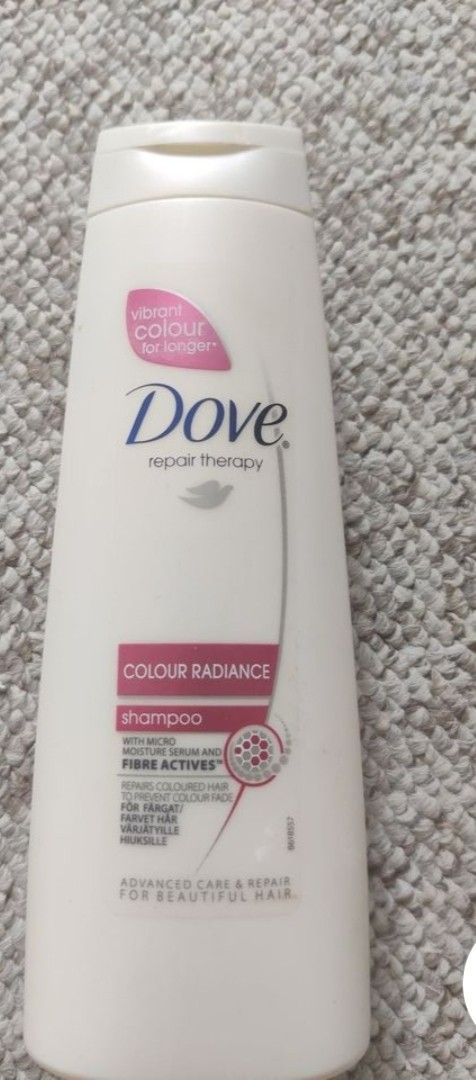 vibrant
colour
for longer*
Dove®
repair therapy
COLOUR RADIANCE
shampoo
WITH MICRO
MOISTURE SERUM AND
FIBRE ACTIVES™
REPAIRS COLOURED HAIR
TO PREVENT COLOUR FADE
FÖR FÄRGAT/
FARVET HÅR
VÄRJÄTYILLE
HIUKSILLE
8618557
ADVANCED CARE & REPAIR
FOR BEAUTIFUL HAIR